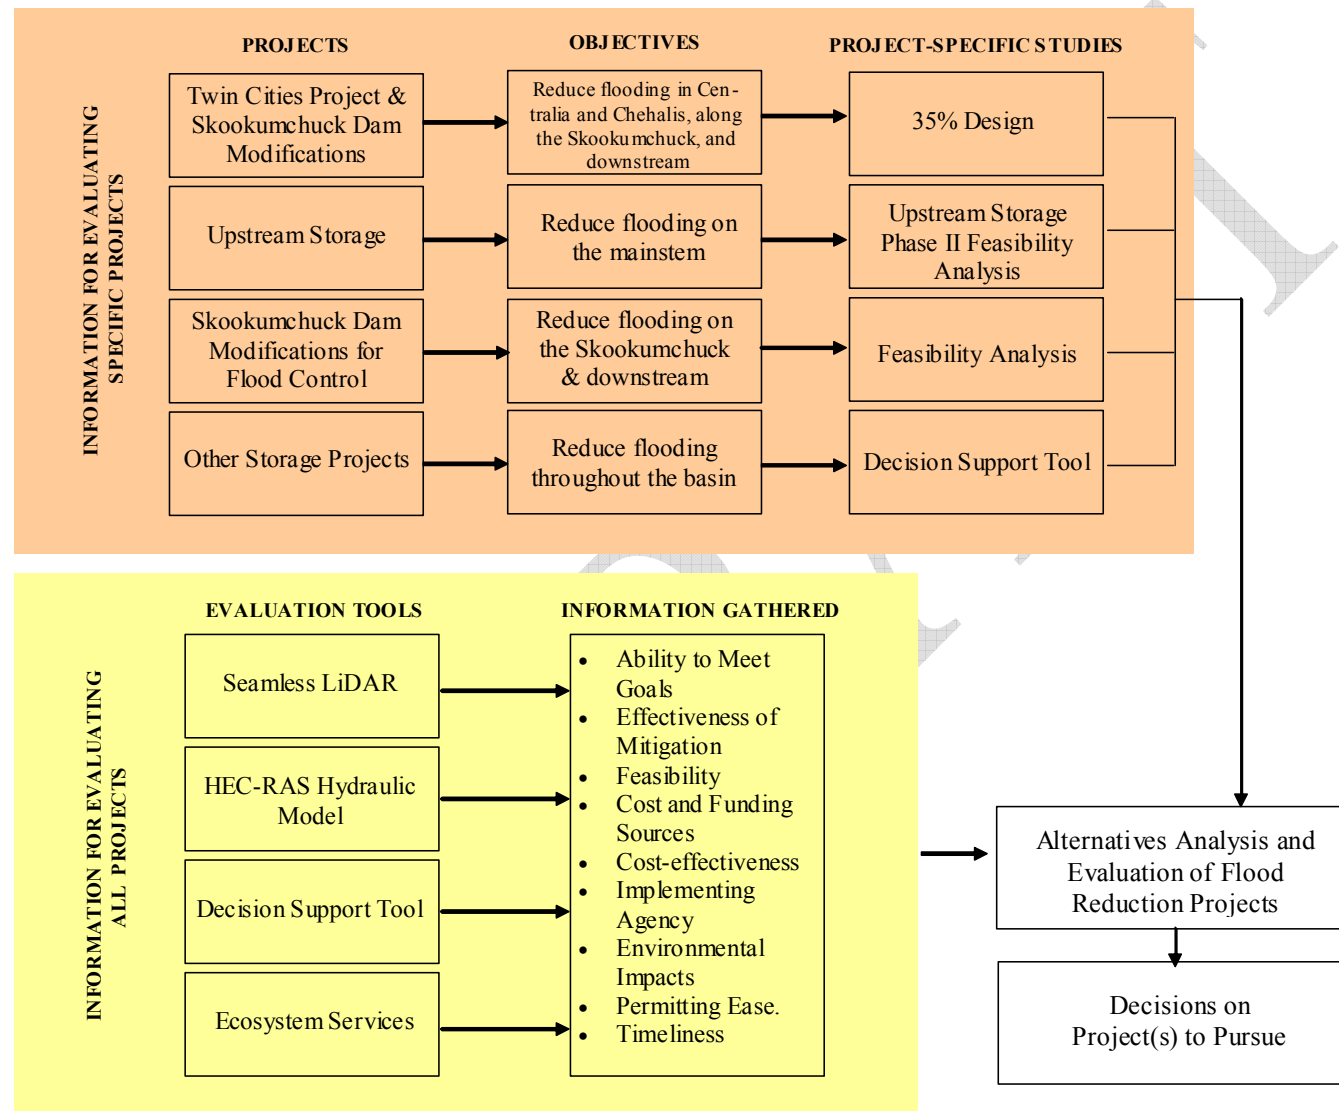 PROJECTS
OBJECTIVES
PROJECT-SPECIFIC STUDIES
INFORMATION FOR EVALUATING
SPECIFIC PROJECTS
Twin Cities Project &
Skookumchuck Dam
Modifications
Reduce flooding in Cen-
tralia and Chehalis, along
the Skookumchuck, and
downstream
35% Design
Upstream Storage
Reduce flooding on
the mainstem
Upstream Storage
Phase II Feasibility
Analysis
Skookumchuck Dam
Modifications for
Flood Control
Reduce flooding on
the Skookumchuck
& downstream
Feasibility Analysis
Other Storage Projects
Reduce flooding
throughout the basin
Decision Support Tool
EVALUATION TOOLS
INFORMATION GATHERED
INFORMATION FOR EVALUATING
ALL PROJECTS
Seamless LiDAR
HEC-RAS Hydraulic
Model
Decision Support Tool
Ecosystem Services
• Ability to Meet
Goals
• Effectiveness of
Mitigation
• Feasibility
• Cost and Funding
Sources
• Cost-effectiveness
• Implementing
Agency
• Environmental
Impacts
• Permitting Ease.
• Timeliness
Alternatives Analysis and
Evaluation of Flood
Reduction Projects
Decisions on
Project(s) to Pursue